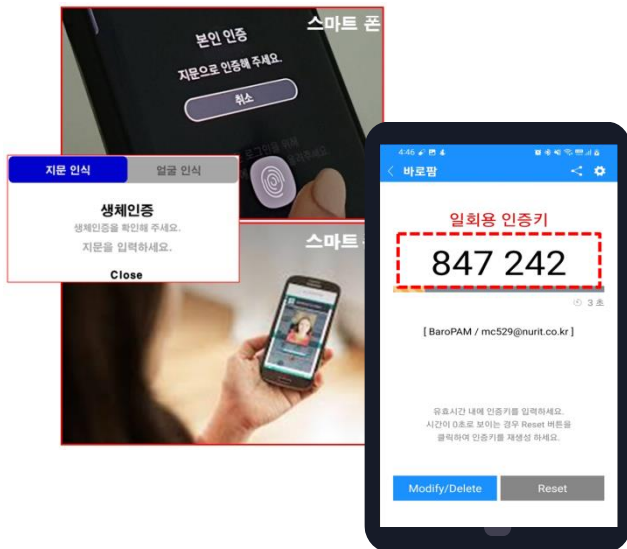 스마트 폰
본인 인증
지문으로 인증해 주세요.
취소
지문 인식
얼굴 인식
생체인증
생체인증을 확인해 주세요.
지문을 입력하세요.
Close
스마트
4:46
바로팜
일회용 인증키
847 242
3 초
[ BaroPAM / mc529@nurit.co.kr ]
유효시간 내에 인증키를 입력하세요.
시간이 0초로 보이는 경우 Reset 버튼을
클릭하여 인증키를 재생성 하세요.
Modify/Delete
Reset